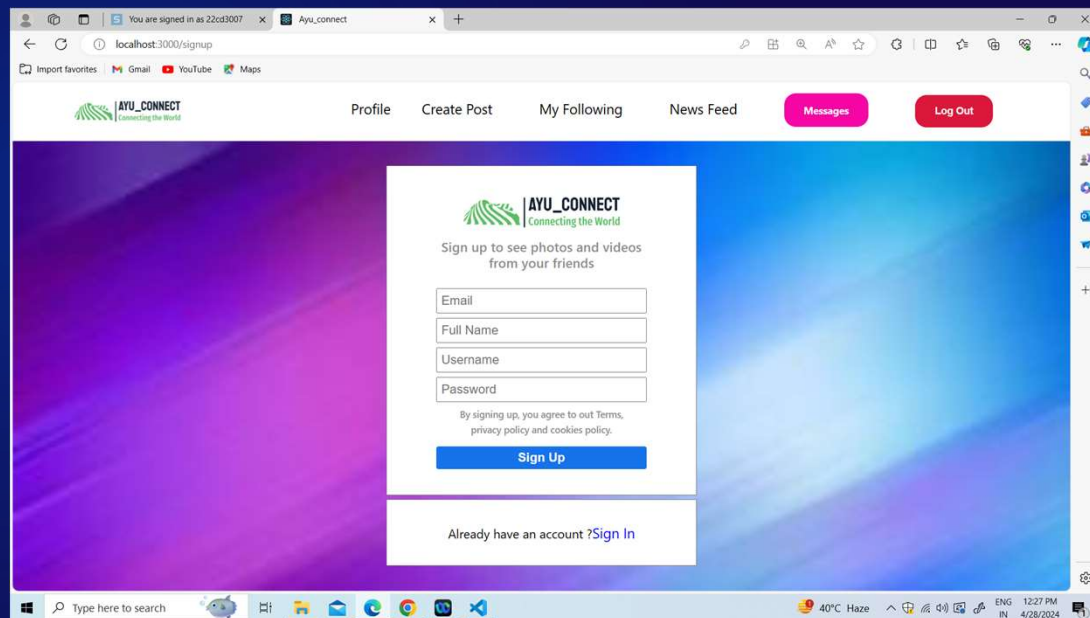 You are signed in as 22cd3007
Ayu_connect
localhost:3000/signup
Import favorites
Gmail
YouTube
Maps
AYU_CONNECT
Connecting the World
Profile
Create Post
My Following
News Feed
Messages
Log Out
AYU_CONNECT
Connecting the World
Sign up to see photos and videos
from your friends
Email
Full Name
Username
Password
By signing up, you agree to out Terms,
privacy policy and cookies policy.
Sign Up
Already have an account ?Sign In
Type here to search
40°C Haze
ENG
IN
12:27 PM
4/28/2024